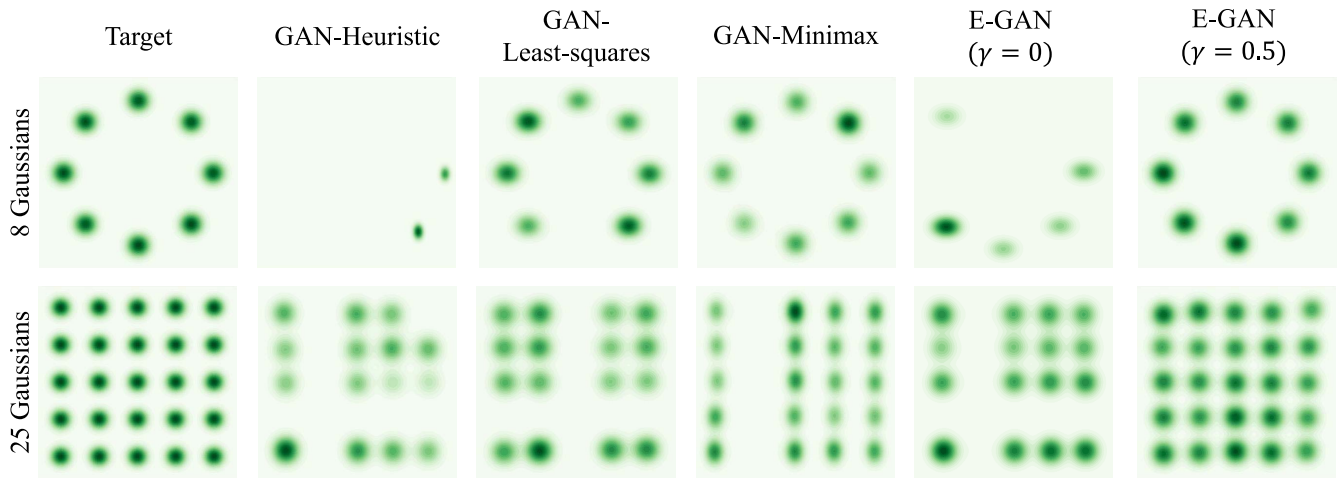 Target
GAN-Heuristic
GAN-
Least-squares
GAN-Minimax
E-GAN
(γ = 0)
E-GAN
(γ = 0.5)
8 Gaussians
25 Gaussians